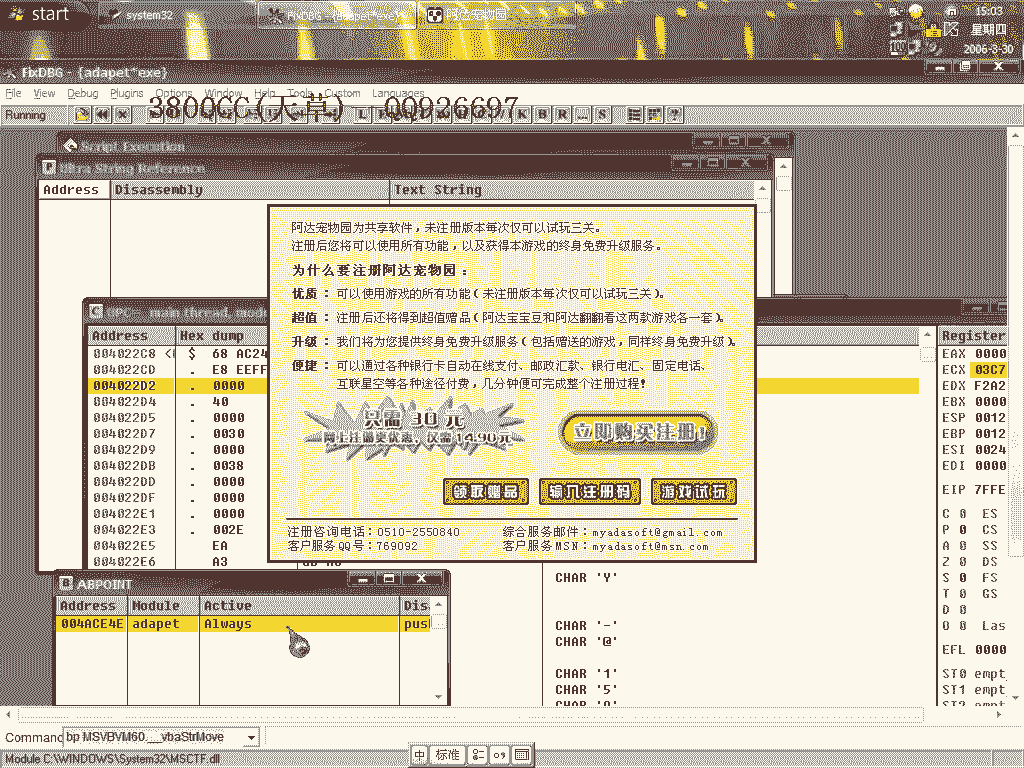 start
system32
FixDBG - {adapet*exe}
阿达宠物园
15:03
星期四
2006-3-30
FixDBG - {adapet*exe}
File View Debug Plugins Options Window Help Tools Custom Languages
Running
3800CC(天草) —QQ926697
L
K B R ... S
Script Execution
Ultra String Reference
Address Disassembly Text String
阿达宠物园为共享软件，未注册版本每次仅可以试玩三关。
注册后您将可以使用所有功能，以及获得本游戏的终身免费升级服务。
为什么要注册阿达宠物园：
优质：可以使用游戏的所有功能(未注册版本每次仅可以试玩三关)。
超值：注册后还将得到超值赠品(阿达宝宝豆和阿达翻翻看这两款游戏各一套)。
升级：我们将为您提供终身免费升级服务(包括赠送的游戏，同样终身免费升级)。
便捷：可以通过各种银行卡自动在线支付、邮政汇款、银行电汇、固定电话、
互联星空等各种途径付费，几分钟便可完成整个注册过程!
只需 30 元
网上注册更优惠，仅需14.90元
立即购买注册!
领取赠品 输入注册码 游戏试玩
注册咨询电话：0510-2550840 综合服务邮件：myadasoft@gmail.com
客户服务QQ号：769092 客户服务MSN：myadasoft@msn.com
main thread, modu
Address Hex dump
004022C8 $ 68 AC24
004022CD . E8 EEFF
004022D2 . 0000
004022D4 . 40
004022D5 . 0000
004022D7 . 0030
004022D9 . 0000
004022DB . 0038
004022DD . 0000
004022DF . 0000
004022E1 . 0000
004022E3 . 002E
004022E5 EA
004022E6 A3
CHAR 'Y'
CHAR '-'
CHAR '@'
CHAR '1'
CHAR '5'
Register
EAX 0000
ECX 03C7
EDX F2A2
EBX 0000
ESP 0012
EBP 0012
ESI 0024
EDI 0000
EIP 7FFE
C 0 ES
P 0 CS
A 0 SS
Z 0 DS
S 0 FS
T 0 GS
D 0
O 0 Las
EFL 0000
ST0 empt
ST1 empt
ST2 empt
ABPOINT
Address Module Active Dis
004ACE4E adapet Always pus
Command bp MSVBVM60.__vbaStrMove
中 标准
Module C:\WINDOWS\System32\MSCTF.dll